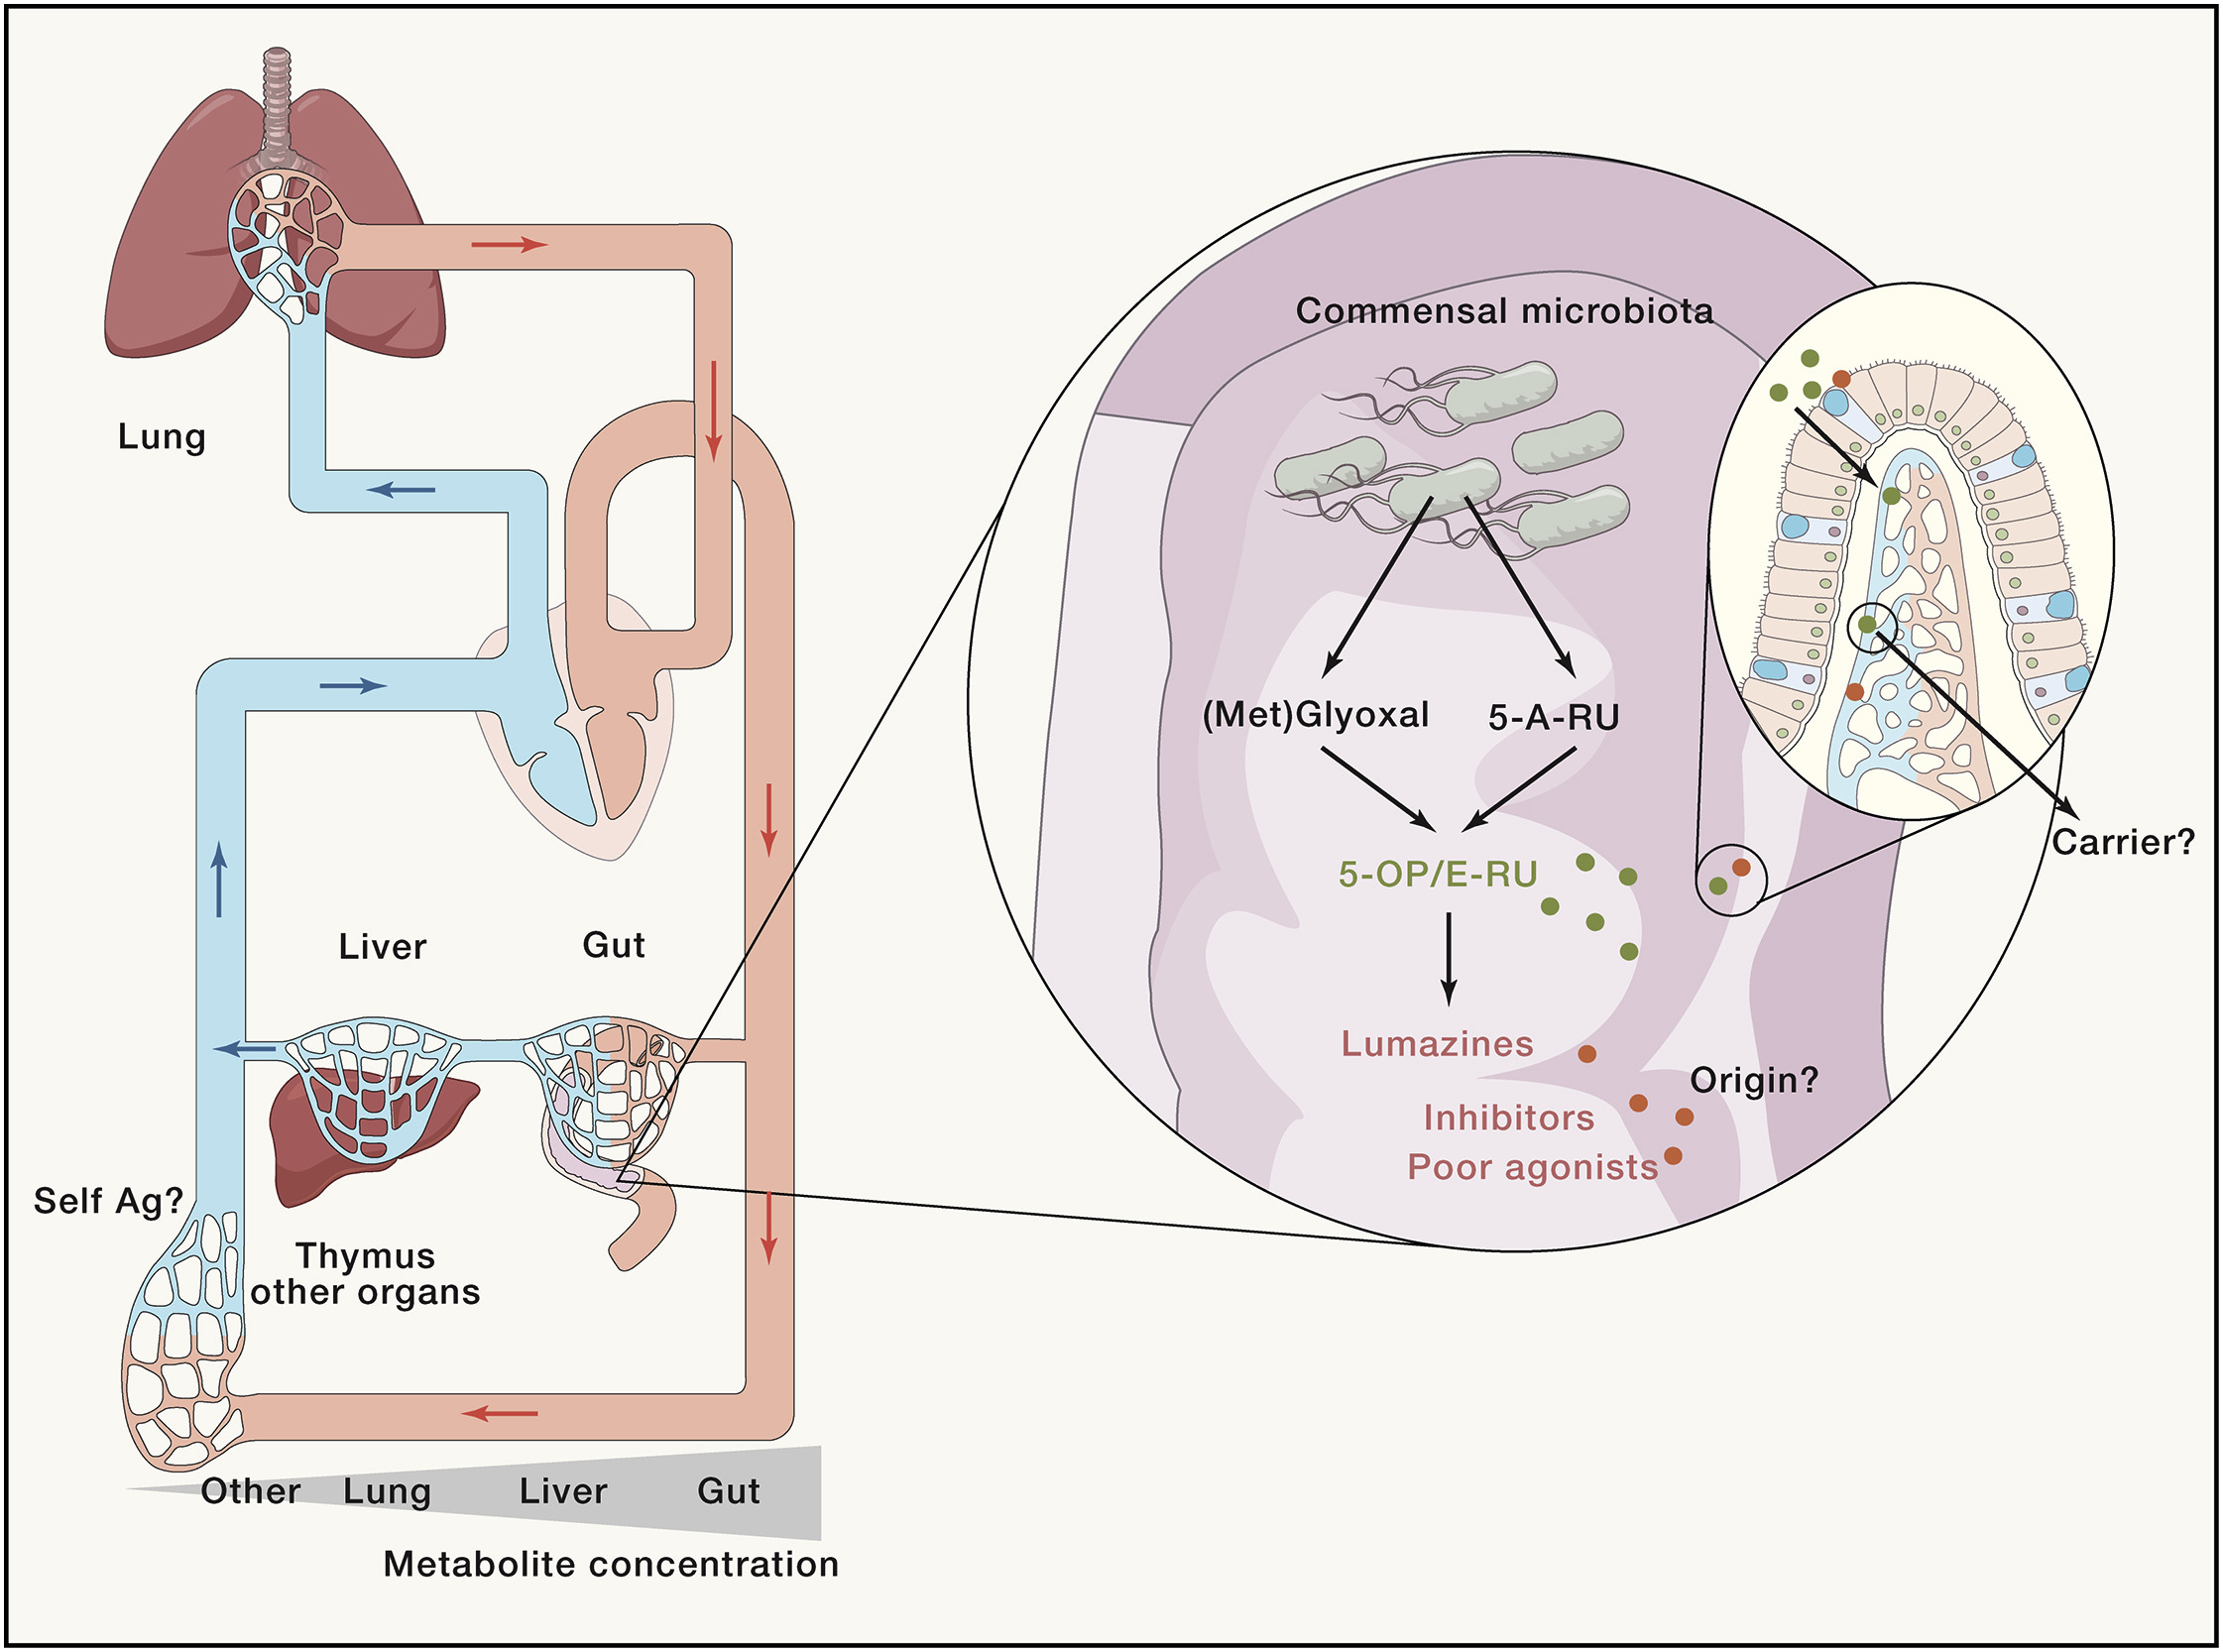 Lung
Liver
Gut
Self Ag?
Thymus
other organs
Other
Lung
Liver
Gut
Metabolite concentration
Commensal microbiota
(Met)Glyoxal
5-A-RU
5-OP/E-RU
Lumazines
Origin?
Inhibitors
Poor agonists
Carrier?